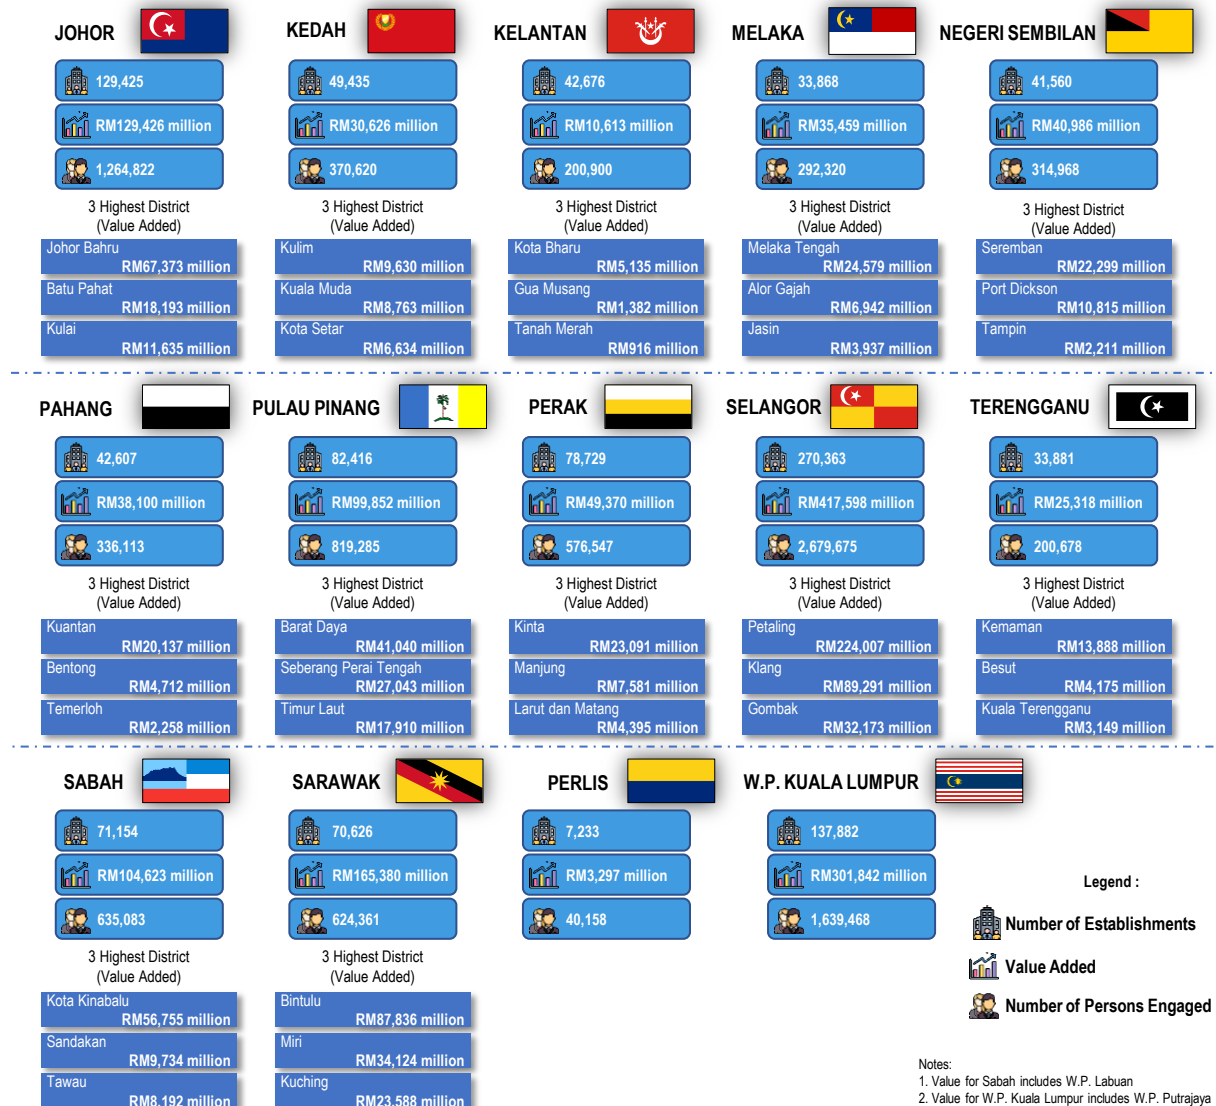 JOHOR
129,425
RM129,426 million
1,264,822
3 Highest District
(Value Added)
Johor Bahru
RM67,373 million
Batu Pahat
RM18,193 million
Kulai
RM11,635 million
KEDAH
49,435
RM30,626 million
370,620
3 Highest District
(Value Added)
Kulim
RM9,630 million
Kuala Muda
RM8,763 million
Kota Setar
RM6,634 million
KELANTAN
42,676
RM10,613 million
200,900
3 Highest District
(Value Added)
Kota Bharu
RM5,135 million
Gua Musang
RM1,382 million
Tanah Merah
RM916 million
MELAKA
33,868
RM35,459 million
292,320
3 Highest District
(Value Added)
Melaka Tengah
RM24,579 million
Alor Gajah
RM6,942 million
Jasin
RM3,937 million
NEGERI SEMBILAN
41,560
RM40,986 million
314,968
3 Highest District
(Value Added)
Seremban
RM22,299 million
Port Dickson
RM10,815 million
Tampin
RM2,211 million
PAHANG
42,607
RM38,100 million
336,113
3 Highest District
(Value Added)
Kuantan
RM20,137 million
Bentong
RM4,712 million
Temerloh
RM2,258 million
PULAU PINANG
82,416
RM99,852 million
819,285
3 Highest District
(Value Added)
Barat Daya
RM41,040 million
Seberang Perai Tengah
RM27,043 million
Timur Laut
RM17,910 million
PERAK
78,729
RM49,370 million
576,547
3 Highest District
(Value Added)
Kinta
RM23,091 million
Manjung
RM7,581 million
Larut dan Matang
RM4,395 million
SELANGOR
270,363
RM417,598 million
2,679,675
3 Highest District
(Value Added)
Petaling
RM224,007 million
Klang
RM89,291 million
Gombak
RM32,173 million
TERENGGANU
33,881
RM25,318 million
200,678
3 Highest District
(Value Added)
Kemaman
RM13,888 million
Besut
RM4,175 million
Kuala Terengganu
RM3,149 million
SABAH
71,154
RM104,623 million
635,083
3 Highest District
(Value Added)
Kota Kinabalu
RM56,755 million
Sandakan
RM9,734 million
Tawau
RM8,192 million
SARAWAK
70,626
RM165,380 million
624,361
3 Highest District
(Value Added)
Bintulu
RM87,836 million
Miri
RM34,124 million
Kuching
RM23,588 million
PERLIS
7,233
RM3,297 million
40,158
W.P. KUALA LUMPUR
137,882
RM301,842 million
1,639,468
Legend :
Number of Establishments
Value Added
Number of Persons Engaged
Notes:
1. Value for Sabah includes W.P. Labuan
2. Value for W.P. Kuala Lumpur includes W.P. Putrajaya